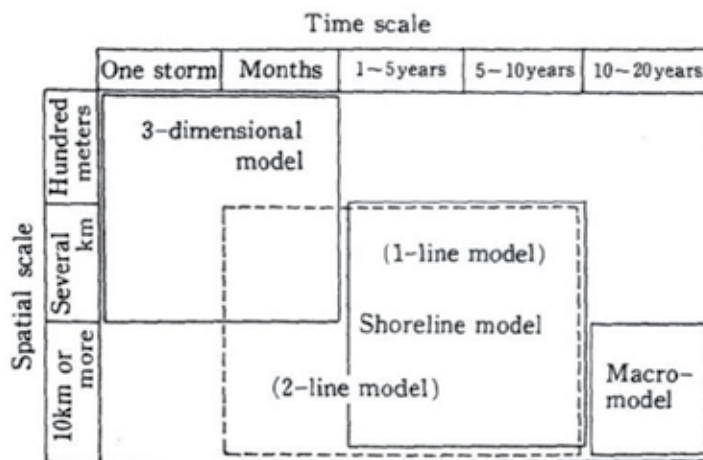 Time scale
One storm Months 1~5years 5~10years 10~20years
Spatial scale
Hundred
meters
Several
km
10km or
more
3-dimensional
model
(1-line model)
Shoreline model
(2-line model)
Macro-
model